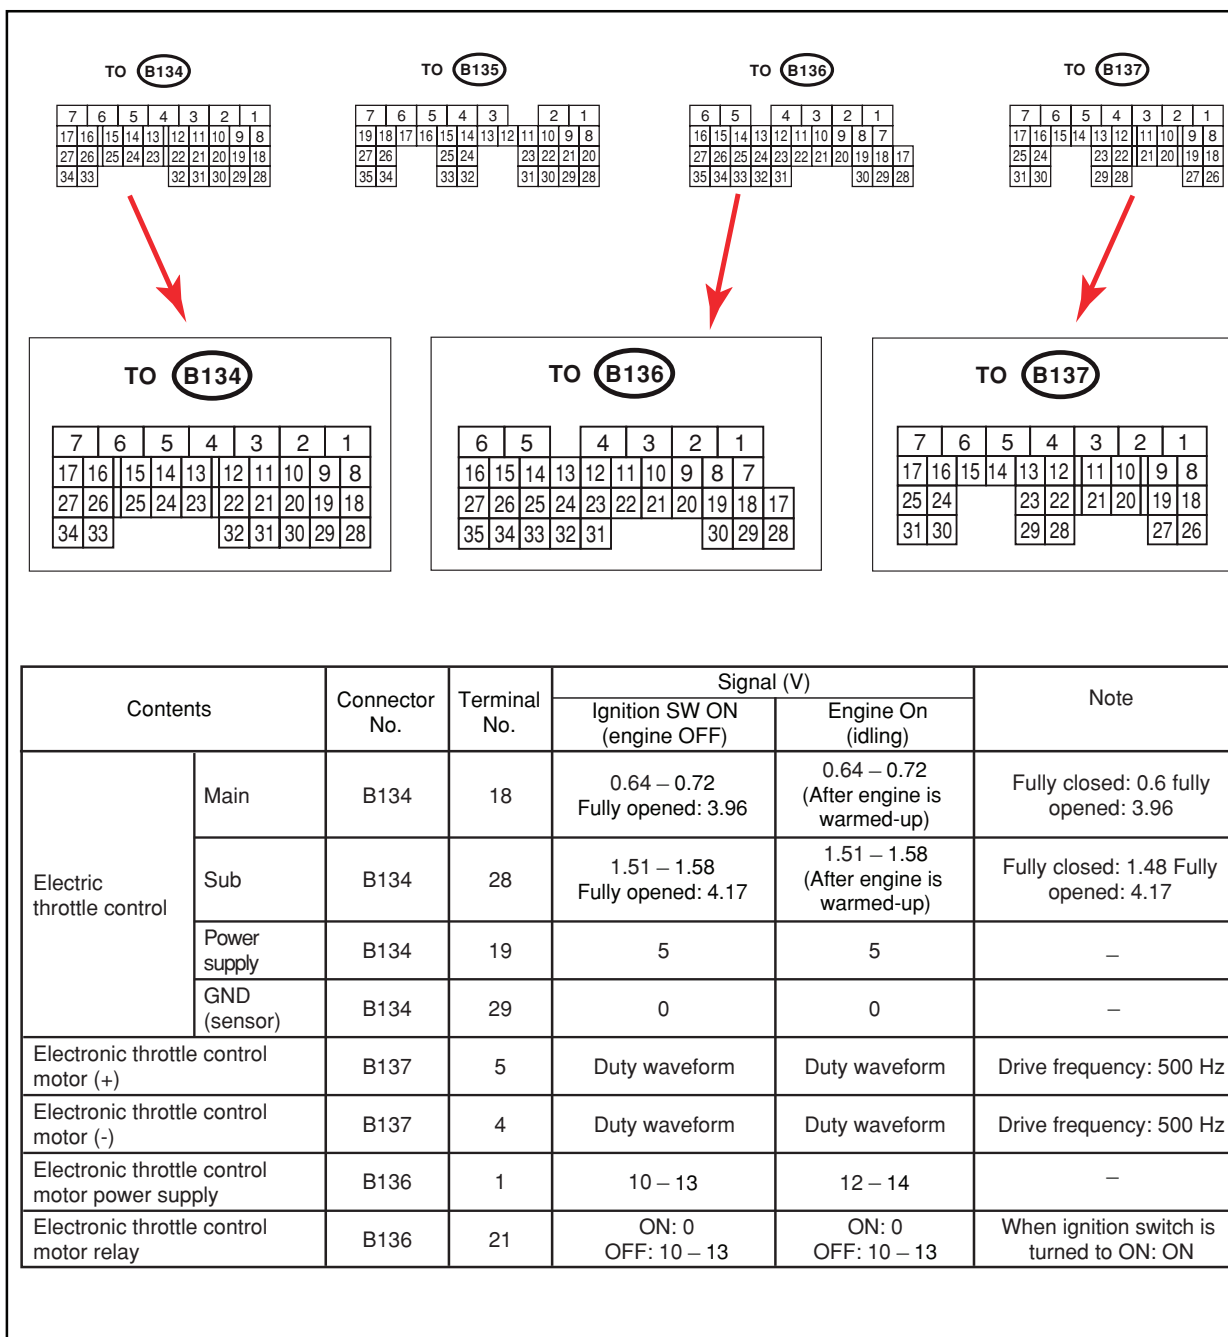 TO B134
TO B135
TO B136
TO B137
7 6 5 4 3 2 1
17 16 15 14 13 12 11 10 9 8
27 26 25 24 23 22 21 20 19 18
34 33 32 31 30 29 28
7 6 5 4 3 2 1
19 18 17 16 15 14 13 12 11 10 9 8
27 26 25 24 23 22 21 20
35 34 33 32 31 30 29 28
6 5 4 3 2 1
16 15 14 13 12 11 10 9 8 7
27 26 25 24 23 22 21 20 19 18 17
35 34 33 32 31 30 29 28
7 6 5 4 3 2 1
17 16 15 14 13 12 11 10 9 8
25 24 23 22 21 20 19 18
31 30 29 28 27 26
TO B134
7 6 5 4 3 2 1
17 16 15 14 13 12 11 10 9 8
27 26 25 24 23 22 21 20 19 18
34 33 32 31 30 29 28
TO B136
6 5 4 3 2 1
16 15 14 13 12 11 10 9 8 7
27 26 25 24 23 22 21 20 19 18 17
35 34 33 32 31 30 29 28
TO B137
7 6 5 4 3 2 1
17 16 15 14 13 12 11 10 9 8
25 24 23 22 21 20 19 18
31 30 29 28 27 26
Contents
Connector
No.
Terminal
No.
Signal (V)
Ignition SW ON
(engine OFF)
Engine On
(idling)
Note
Electric
throttle control
Main
B134
18
0.64 – 0.72
Fully opened: 3.96
0.64 – 0.72
(After engine is
warmed-up)
Fully closed: 0.6 fully
opened: 3.96
Sub
B134
28
1.51 – 1.58
Fully opened: 4.17
1.51 – 1.58
(After engine is
warmed-up)
Fully closed: 1.48 Fully
opened: 4.17
Power
supply
B134
19
5
5
–
GND
(sensor)
B134
29
0
0
–
Electronic throttle control
motor (+)
B137
5
Duty waveform
Duty waveform
Drive frequency: 500 Hz
Electronic throttle control
motor (-)
B137
4
Duty waveform
Duty waveform
Drive frequency: 500 Hz
Electronic throttle control
motor power supply
B136
1
10 – 13
12 – 14
–
Electronic throttle control
motor relay
B136
21
ON: 0
OFF: 10 – 13
ON: 0
OFF: 10 – 13
When ignition switch is
turned to ON: ON